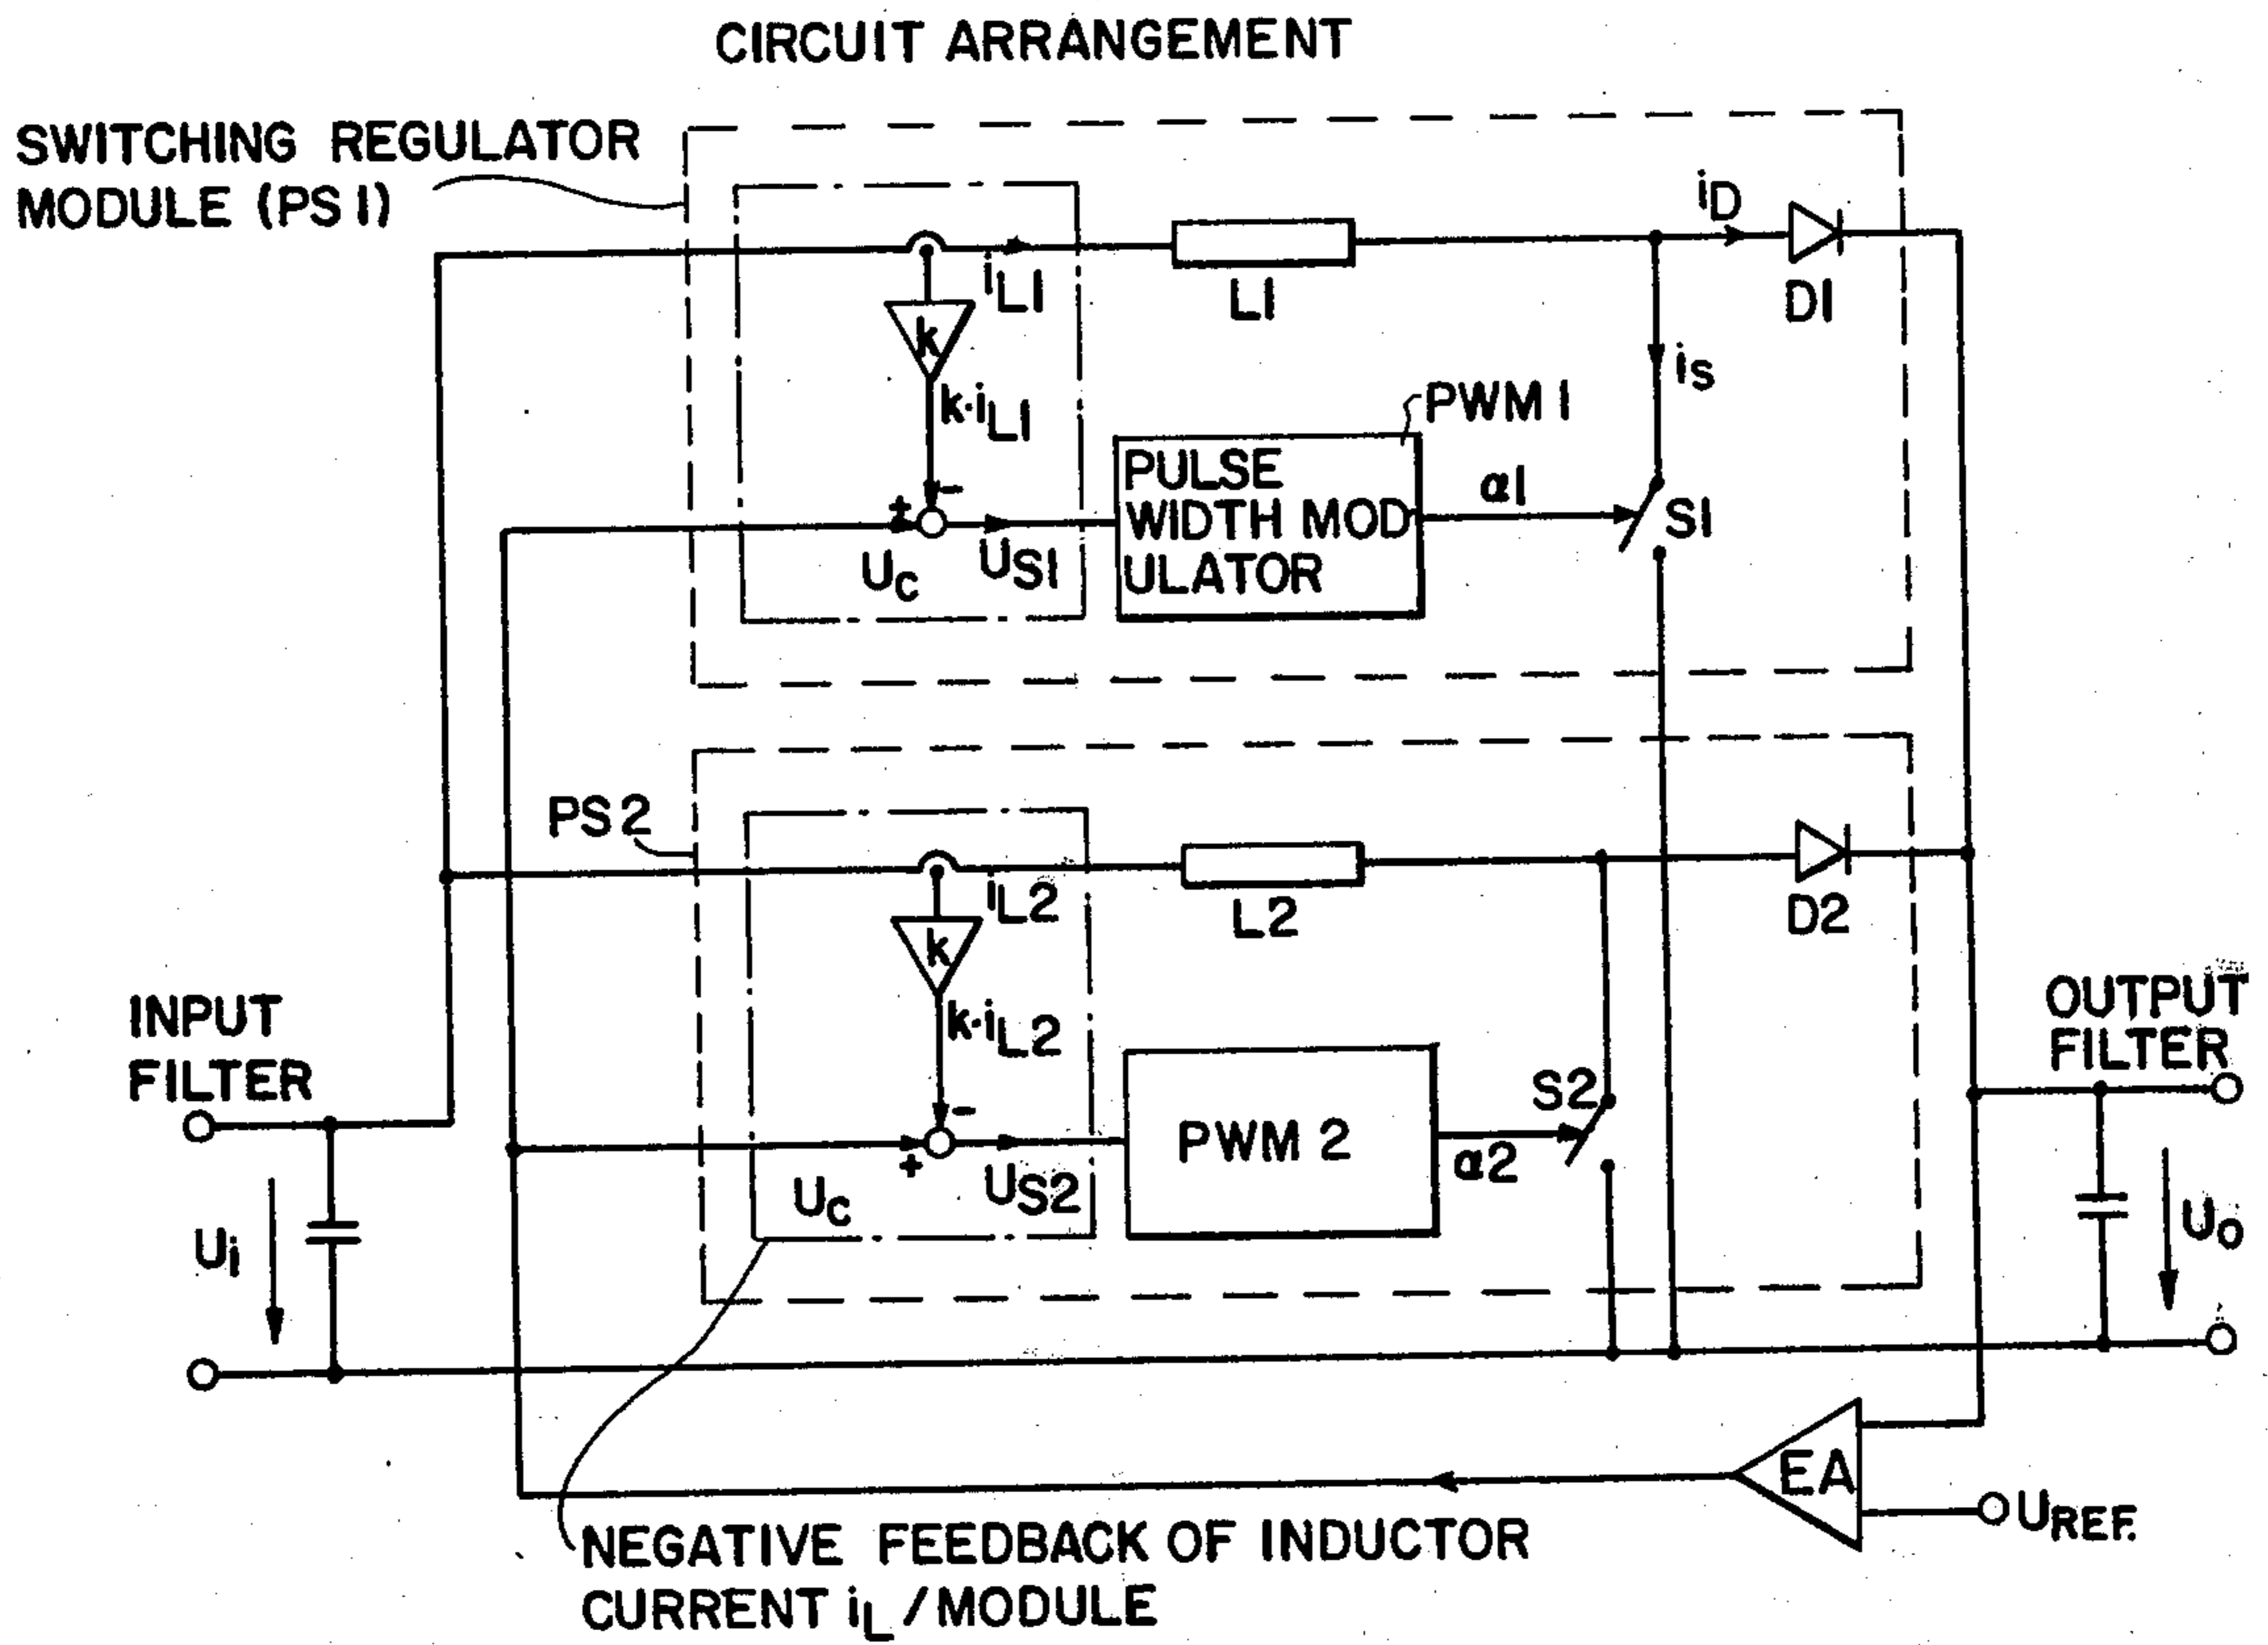 CIRCUIT ARRANGEMENT
SWITCHING REGULATOR
MODULE (PS1)
iD
iL1
L1
D1
k
iS
k·iL1
PWM1
PULSE
WIDTH MOD
ULATOR
α1
S1
+
-
UC
US1
PS2
iL2
L2
D2
k
k·iL2
INPUT
FILTER
OUTPUT
FILTER
S2
PWM 2
α2
-
+
UC
US2
Ui
Uo
EA
UREF.
NEGATIVE FEEDBACK OF INDUCTOR
CURRENT iL/MODULE